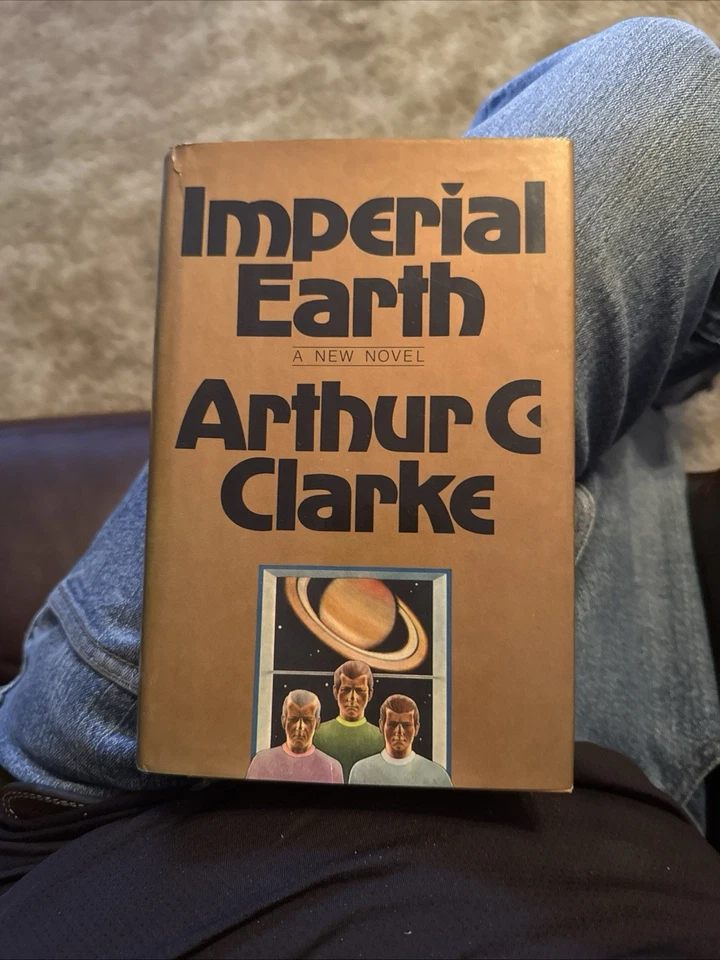 Imperial
Earth
A NEW NOVEL
Arthur C
Clarke